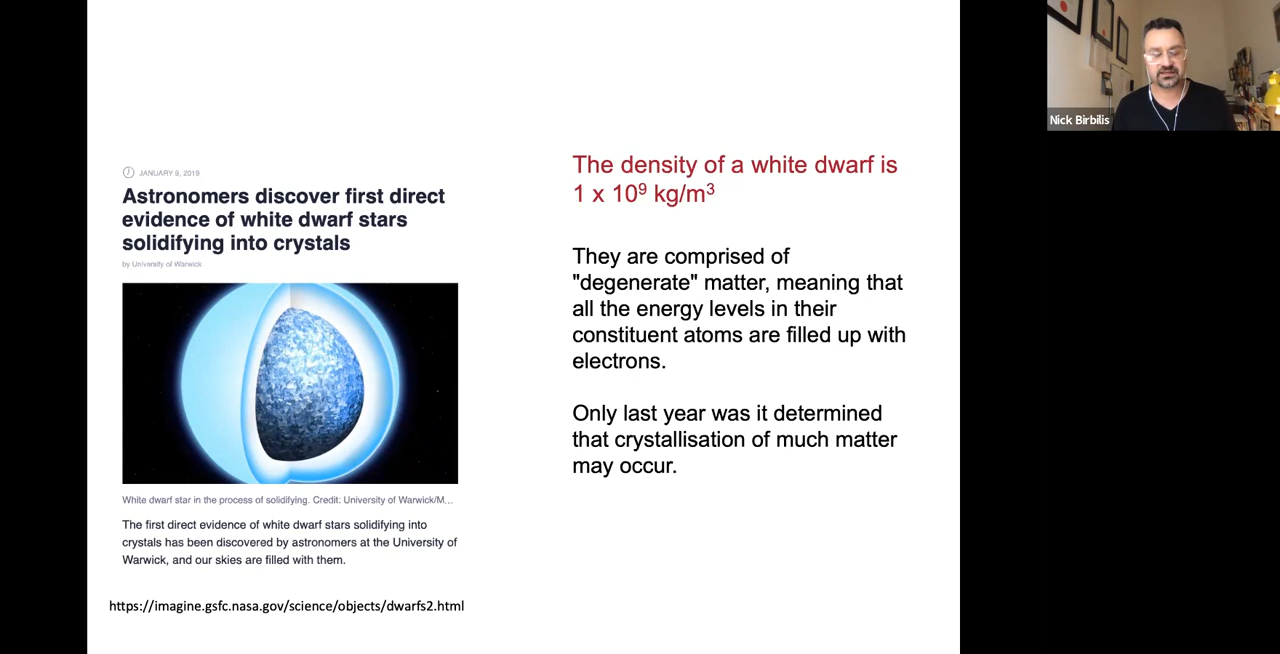 JANUARY 9, 2019
Astronomers discover first direct
evidence of white dwarf stars
solidifying into crystals
by University of Warwick
White dwarf star in the process of solidifying. Credit: University of Warwick/M...
The first direct evidence of white dwarf stars solidifying into
crystals has been discovered by astronomers at the University of
Warwick, and our skies are filled with them.
https://imagine.gsfc.nasa.gov/science/objects/dwarfs2.html
The density of a white dwarf is
1 x 10⁹ kg/m³
They are comprised of
"degenerate" matter, meaning that
all the energy levels in their
constituent atoms are filled up with
electrons.
Only last year was it determined
that crystallisation of much matter
may occur.
Nick Birbilis